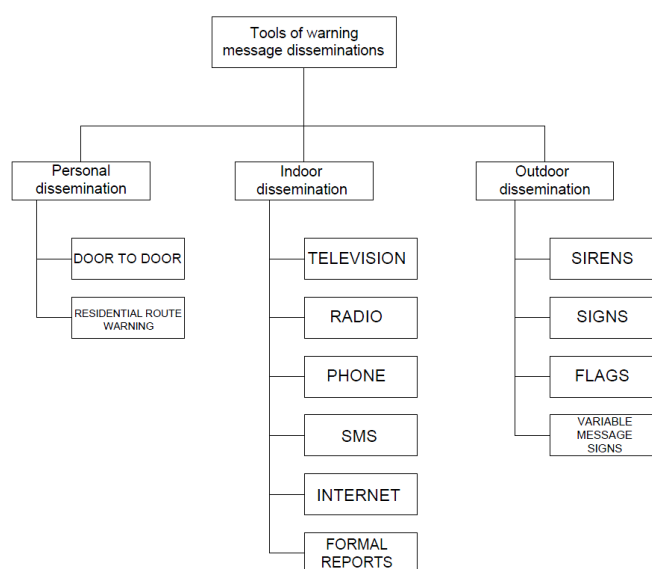 Tools of warning
message disseminations
Personal
dissemination
Indoor
dissemination
Outdoor
dissemination
DOOR TO DOOR
RESIDENTIAL ROUTE
WARNING
TELEVISION
RADIO
PHONE
SMS
INTERNET
FORMAL
REPORTS
SIRENS
SIGNS
FLAGS
VARIABLE
MESSAGE
SIGNS